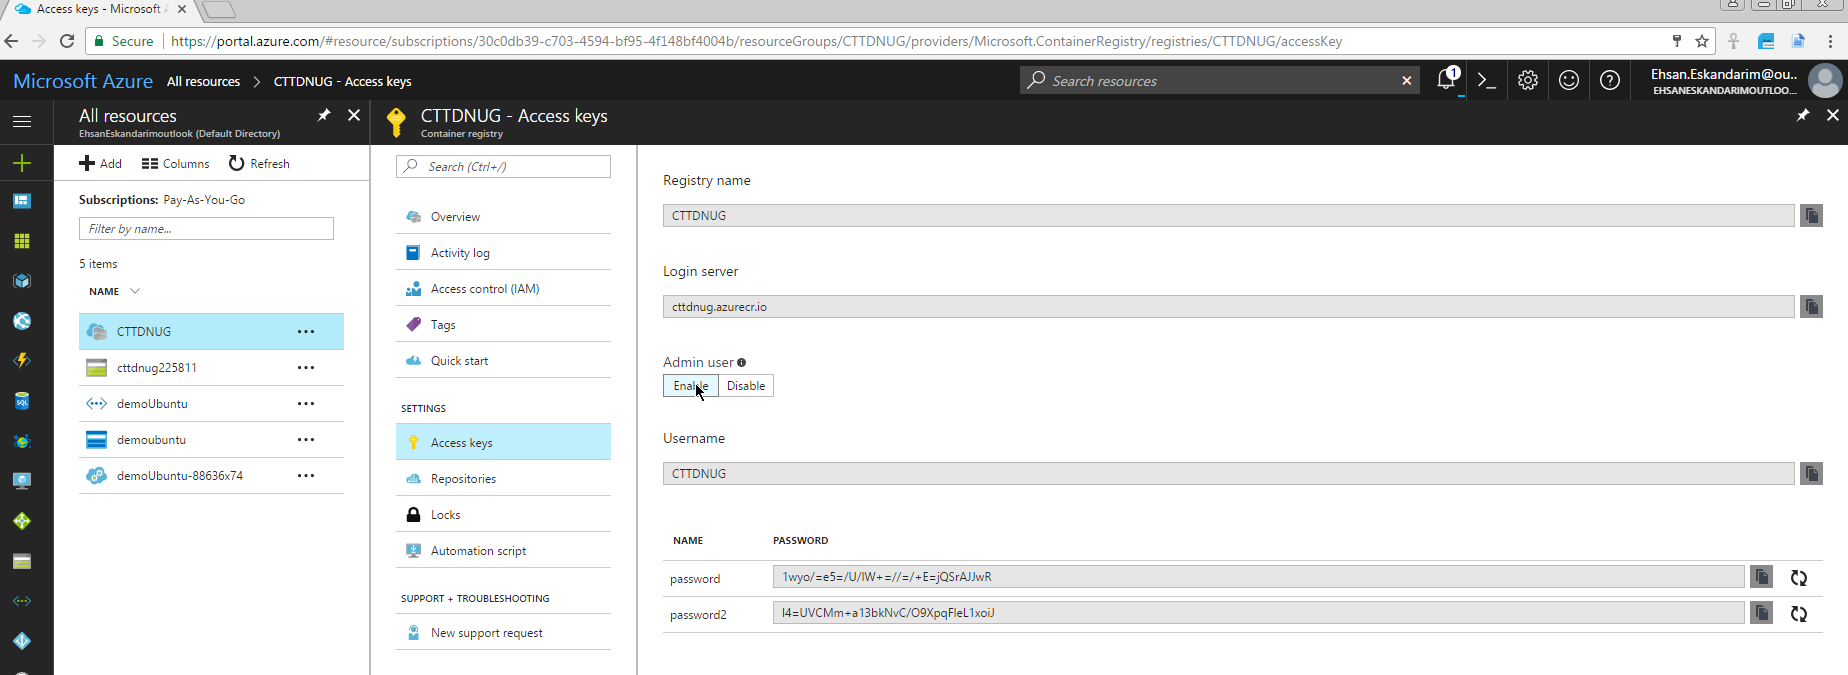 Access keys - Microsoft A
Secure
https://portal.azure.com/#resource/subscriptions/30c0db39-c703-4594-bf95-4f148bf4004b/resourceGroups/CTTDNUG/providers/Microsoft.ContainerRegistry/registries/CTTDNUG/accessKey
Microsoft Azure All resources > CTTDNUG - Access keys
Search resources
1
Ehsan.Eskandarim@ou..
EHSANESKANDARIMOUTLOO...
All resources
EhsanEskandarimoutlook (Default Directory)
Add Columns Refresh
Subscriptions: Pay-As-You-Go
Filter by name...
5 items
NAME
CTTDNUG ...
cttdnug225811 ...
demoUbuntu ...
demoubuntu ...
demoUbuntu-88636x74 ...
SQL
CTTDNUG - Access keys
Container registry
Search (Ctrl+/)
Overview
Activity log
Access control (IAM)
Tags
Quick start
SETTINGS
Access keys
Repositories
Locks
Automation script
SUPPORT + TROUBLESHOOTING
New support request
Registry name
CTTDNUG
Login server
cttdnug.azurecr.io
Admin user
Enable Disable
Username
CTTDNUG
NAME PASSWORD
password 1wyo/=e5=/U/IW+=//=/+E=jQSrAJJwR
password2 I4=UVCMm+a13bkNvC/O9XpqFIeL1xoiJ